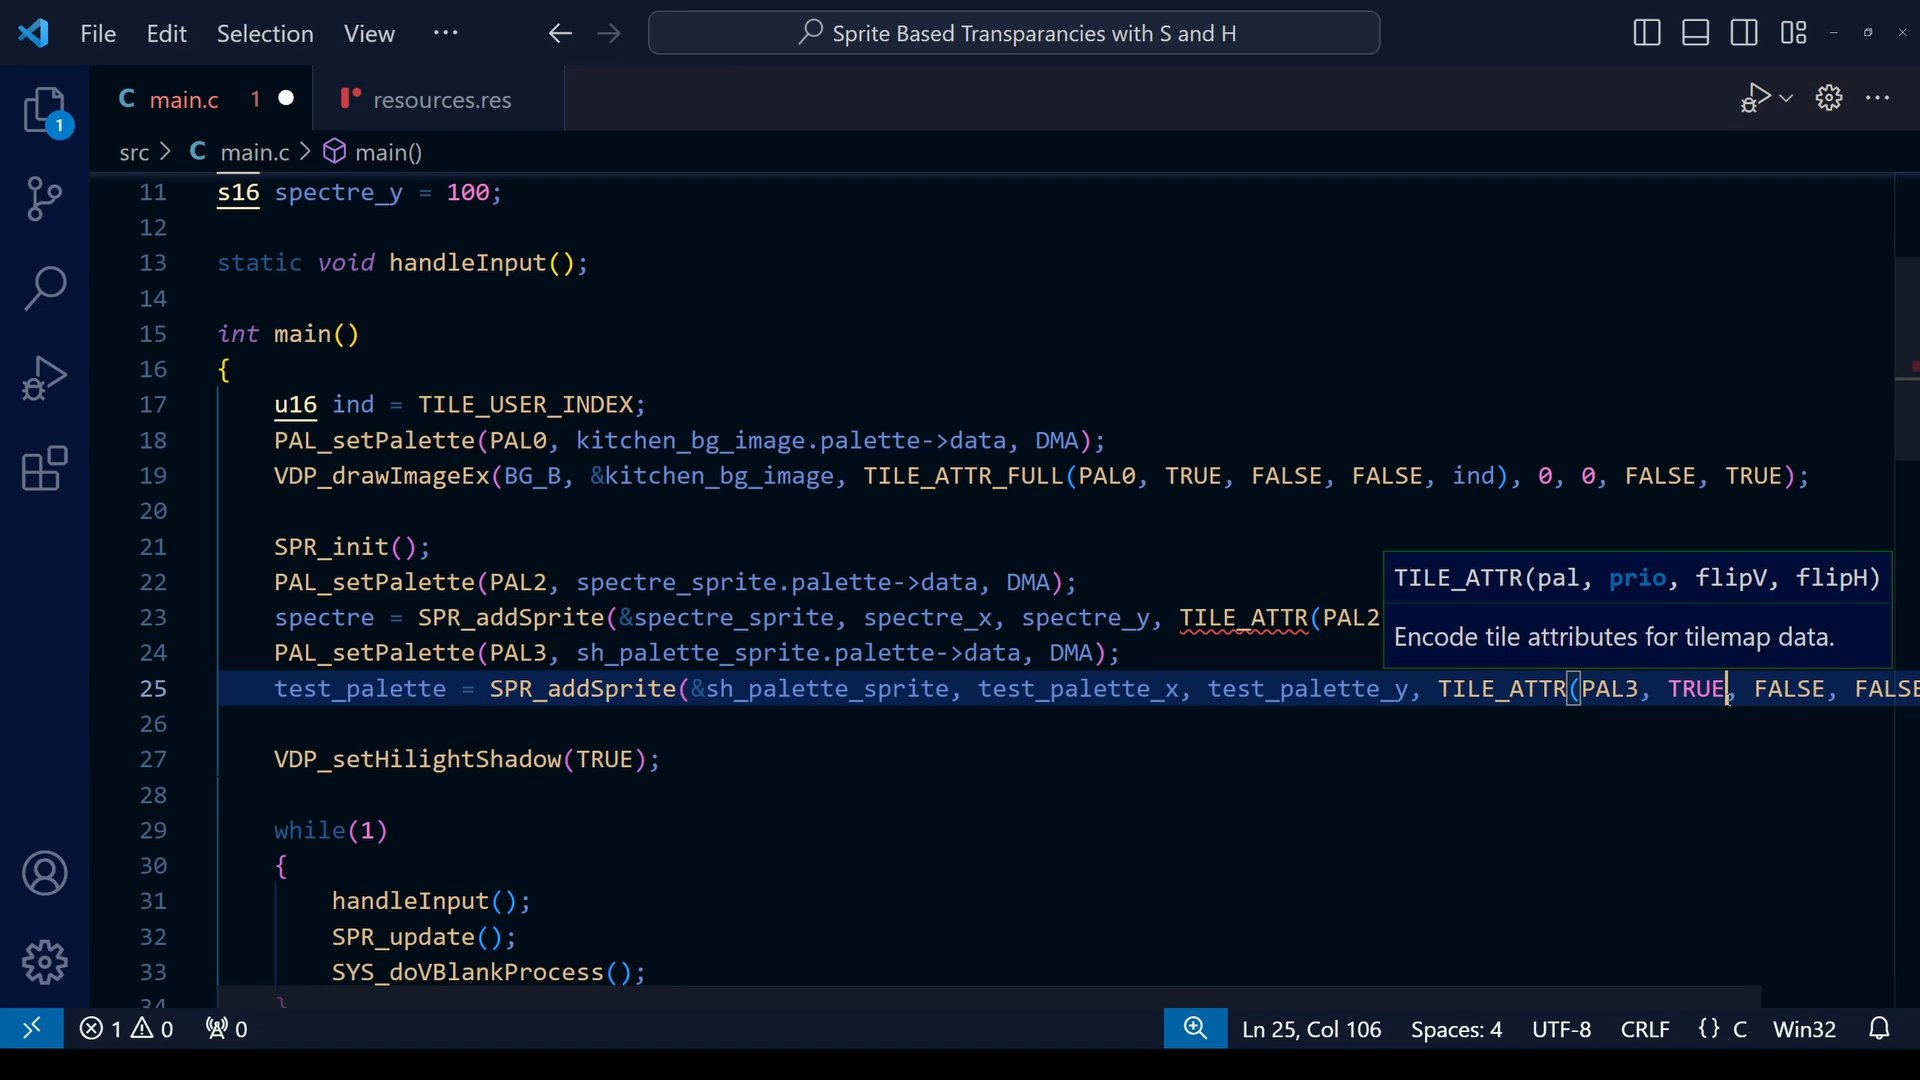 File Edit Selection View ··· Sprite Based Transparancies with S and H
C main.c 1 resources.res
1
src > C main.c > main()
11 s16 spectre_y = 100;
12
13 static void handleInput();
14
15 int main()
16 {
17 u16 ind = TILE_USER_INDEX;
18 PAL_setPalette(PAL0, kitchen_bg_image.palette->data, DMA);
19 VDP_drawImageEx(BG_B, &kitchen_bg_image, TILE_ATTR_FULL(PAL0, TRUE, FALSE, FALSE, ind), 0, 0, FALSE, TRUE);
20
21 SPR_init();
22 PAL_setPalette(PAL2, spectre_sprite.palette->data, DMA);
TILE_ATTR(pal, prio, flipV, flipH)
23 spectre = SPR_addSprite(&spectre_sprite, spectre_x, spectre_y, TILE_ATTR(PAL2
Encode tile attributes for tilemap data.
24 PAL_setPalette(PAL3, sh_palette_sprite.palette->data, DMA);
25 test_palette = SPR_addSprite(&sh_palette_sprite, test_palette_x, test_palette_y, TILE_ATTR(PAL3, TRUE, FALSE, FALSE
26
27 VDP_setHilightShadow(TRUE);
28
29 while(1)
30 {
31 handleInput();
32 SPR_update();
33 SYS_doVBlankProcess();
34 }
1 0 0 Ln 25, Col 106 Spaces: 4 UTF-8 CRLF {} C Win32